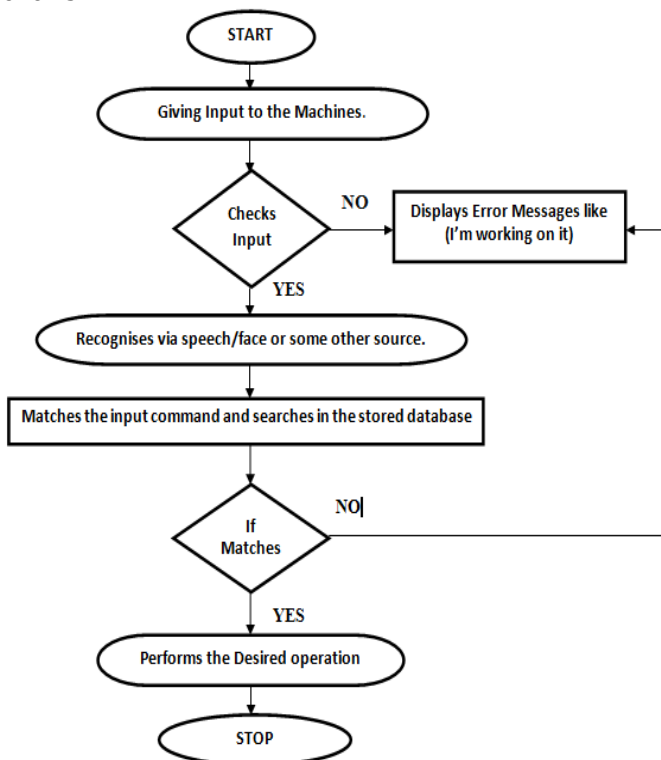 START
Giving Input to the Machines.
Checks
Input
NO
Displays Error Messages like
(I'm working on it)
YES
Recognises via speech/face or some other source.
Matches the input command and searches in the stored database
If
Matches
NO
YES
Performs the Desired operation
STOP